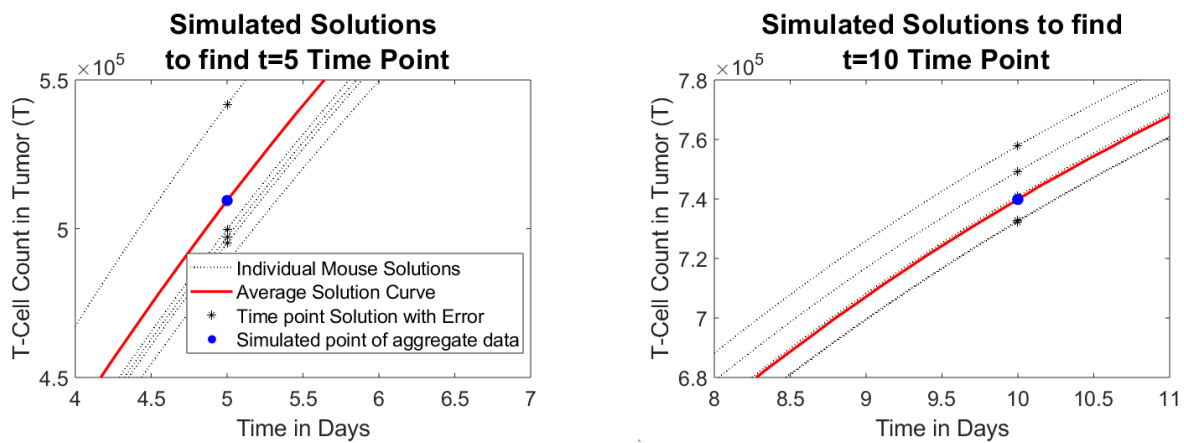 Simulated Solutions
to find t=5 Time Point
×10⁵
5.5
5
4.5
T-Cell Count in Tumor (T)
Individual Mouse Solutions
Average Solution Curve
Time point Solution with Error
Simulated point of aggregate data
4 4.5 5 5.5 6 6.5 7
Time in Days
Simulated Solutions to find
t=10 Time Point
×10⁵
7.8
7.6
7.4
7.2
7
6.8
T-Cell Count in Tumor (T)
8 8.5 9 9.5 10 10.5 11
Time in Days